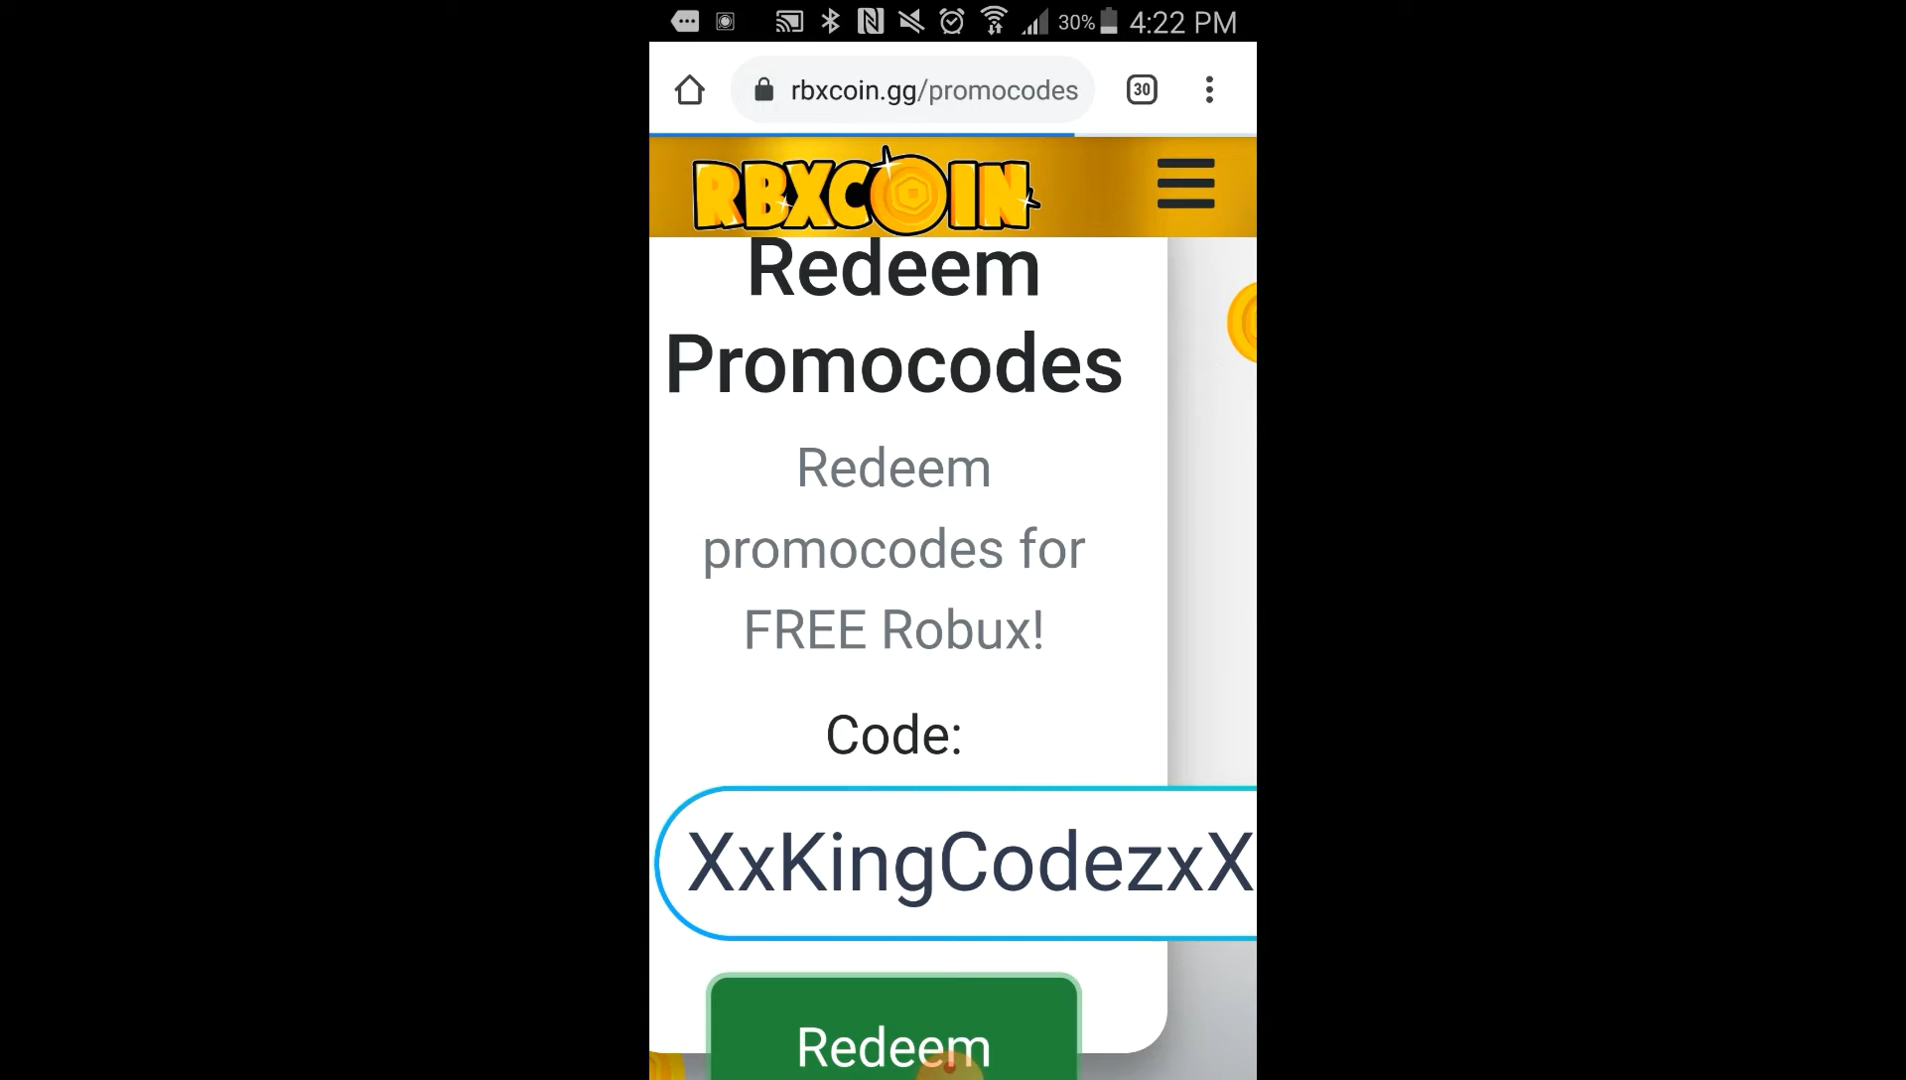 30% 4:22 PM
rbxcoin.gg/promocodes 30
RBXCOIN
Redeem
Promocodes
Redeem
promocodes for
FREE Robux!
Code:
XxKingCodezxX
Redeem